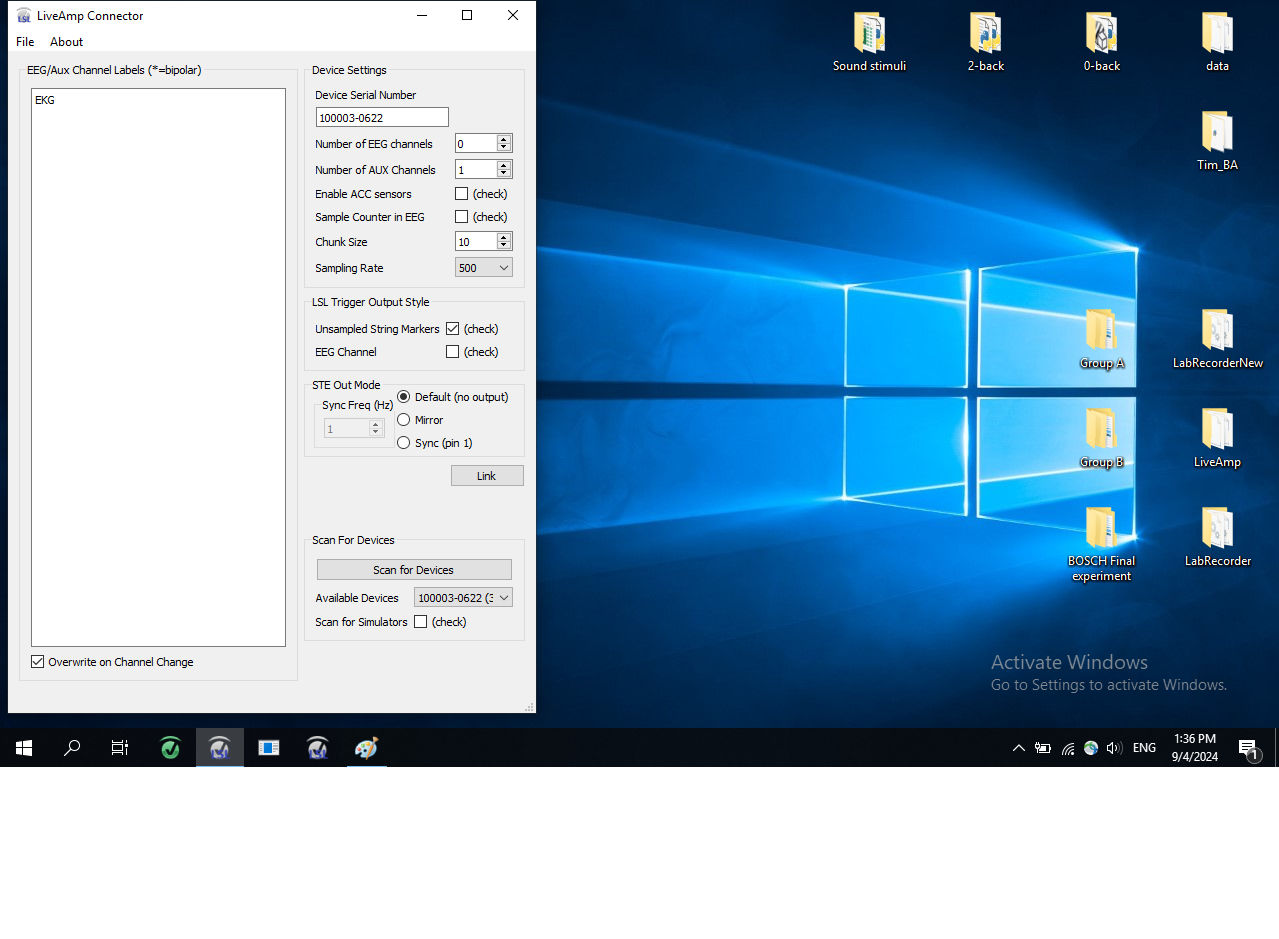 LiveAmp Connector
File About
EEG/Aux Channel Labels (*=bipolar)
EKG
Overwrite on Channel Change
Device Settings
Device Serial Number
100003-0622
Number of EEG channels 0
Number of AUX Channels 1
Enable ACC sensors (check)
Sample Counter in EEG (check)
Chunk Size 10
Sampling Rate 500
LSL Trigger Output Style
Unsampled String Markers (check)
EEG Channel (check)
STE Out Mode
Sync Freq (Hz)
1
Default (no output)
Mirror
Sync (pin 1)
Link
Scan For Devices
Scan for Devices
Available Devices 100003-0622 (3
Scan for Simulators (check)
Sound stimuli
2-back
0-back
data
Tim_BA
Group A
LabRecorderNew
Group B
LiveAmp
BOSCH Final
experiment
LabRecorder
Activate Windows
Go to Settings to activate Windows.
ENG
1:36 PM
9/4/2024
1